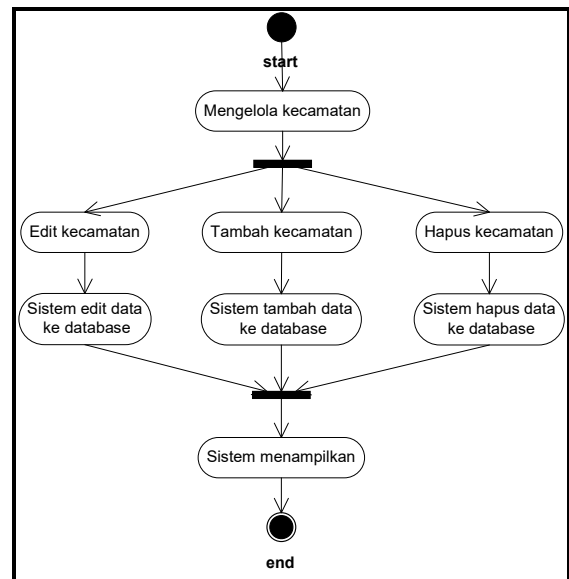 start
Mengelola kecamatan
Edit kecamatan
Tambah kecamatan
Hapus kecamatan
Sistem edit data
ke database
Sistem tambah data
ke database
Sistem hapus data
ke database
Sistem menampilkan
end